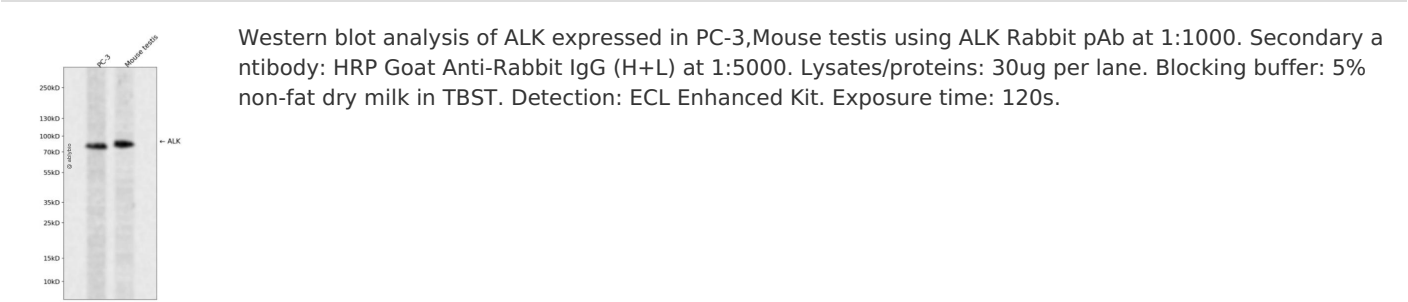 PC-3
Mouse testis
250kD
130kD
100kD
70kD
55kD
35kD
25kD
15kD
10kD
← ALK
Western blot analysis of ALK expressed in PC-3,Mouse testis using ALK Rabbit pAb at 1:1000. Secondary a
ntibody: HRP Goat Anti-Rabbit IgG (H+L) at 1:5000. Lysates/proteins: 30ug per lane. Blocking buffer: 5%
non-fat dry milk in TBST. Detection: ECL Enhanced Kit. Exposure time: 120s.